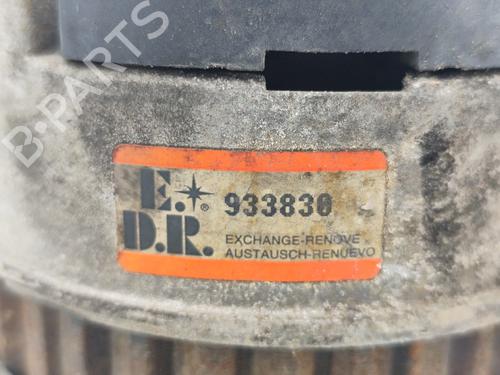 B-PARTS
E.
D.R.®
933830
EXCHANGE-RENOVE
AUSTAUSCH-RENUEVO